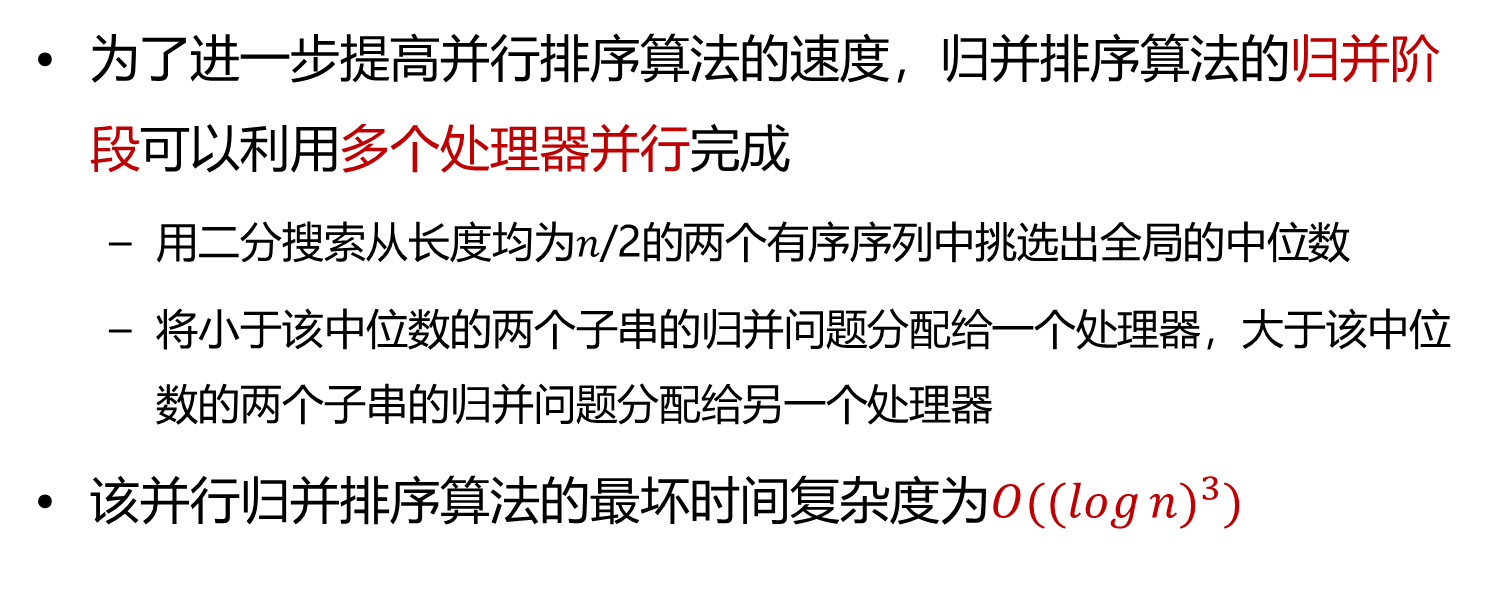 • 为了进一步提高并行排序算法的速度，归并排序算法的归并阶
段可以利用多个处理器并行完成
– 用二分搜索从长度均为n/2的两个有序序列中挑选出全局的中位数
– 将小于该中位数的两个子串的归并问题分配给一个处理器，大于该中位
数的两个子串的归并问题分配给另一个处理器
• 该并行归并排序算法的最坏时间复杂度为O((log n)³)